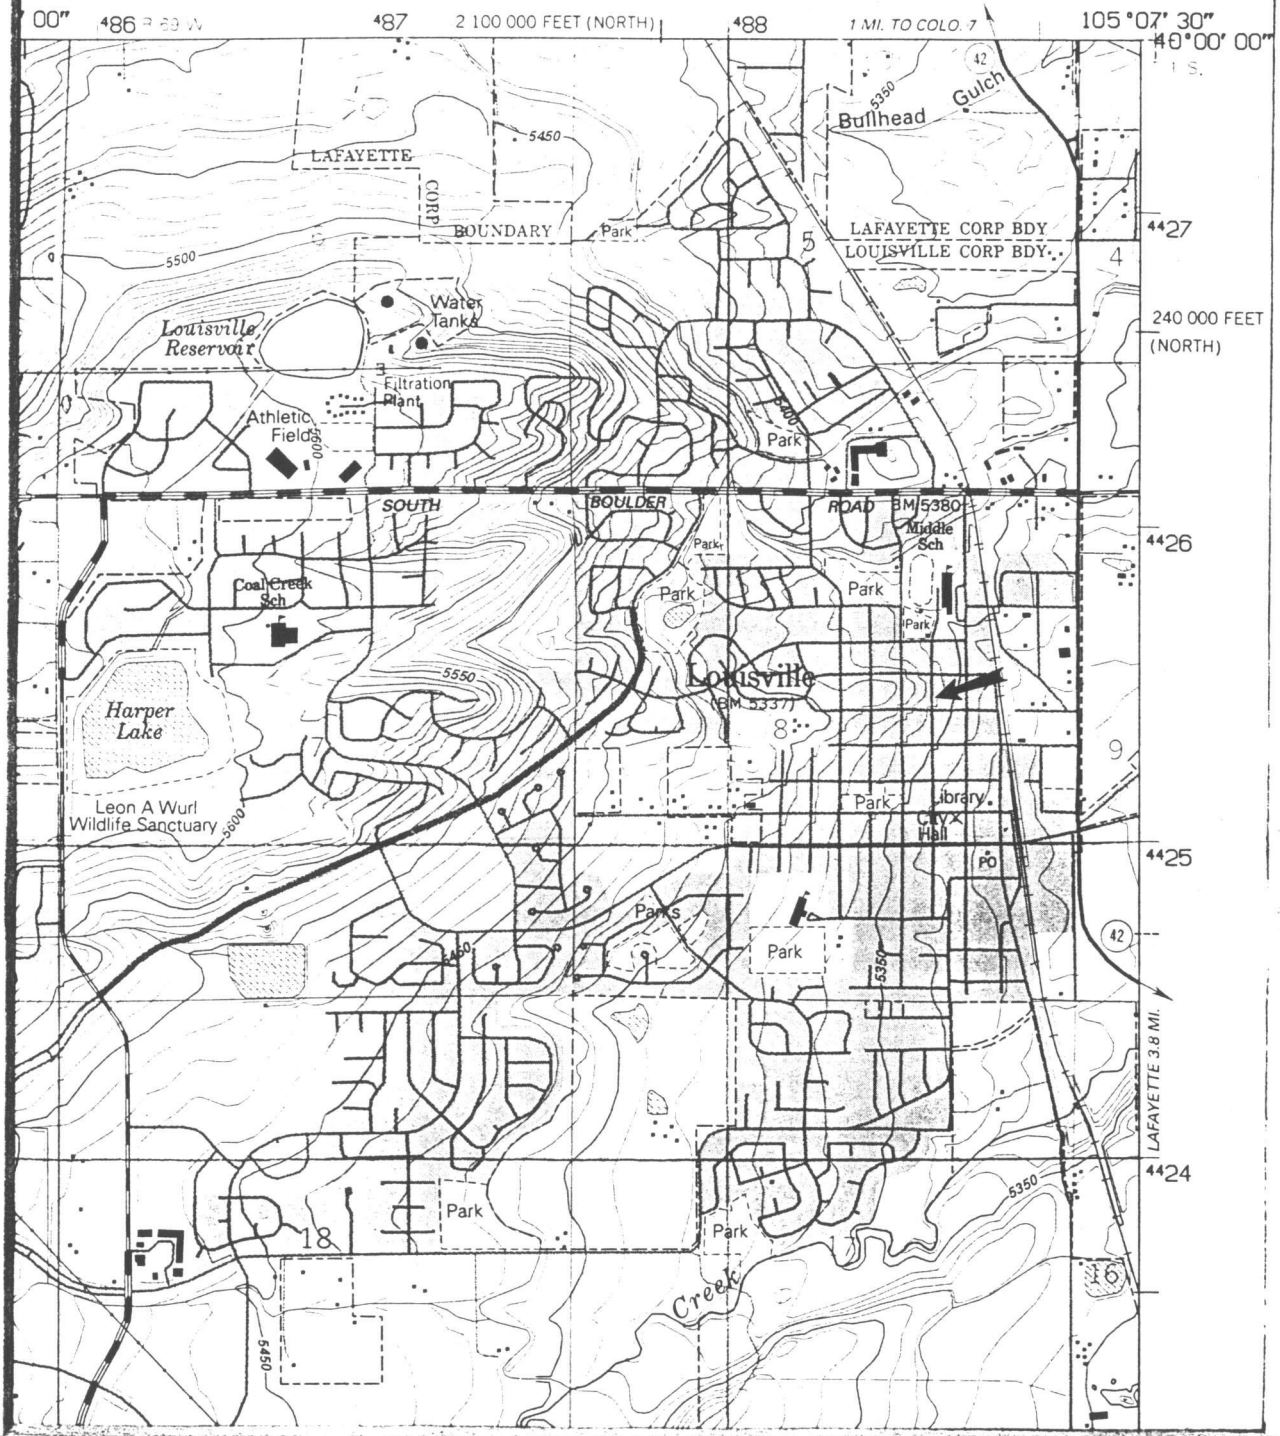 00"
486
R 69 W
487
2 100 000 FEET (NORTH)
488
1 MI. TO COLO. 7
105°07'30"
40°00'00"
42
5350
Gulch
Bullhead
5450
LAFAYETTE
CORP
BOUNDARY
Park
LAFAYETTE CORP BDY
LOUISVILLE CORP BDY
5
4
4427
5500
Water
Tanks
Louisville
Reservoir
240 000 FEET
(NORTH)
Filtration
Plant
Athletic
Field
5600
5400
Park
SOUTH
BOULDER
ROAD
BM 5380
Middle
Sch
4426
Park
Park
Park
Park
Coal Creek
Sch
5550
Louisville
(BM 5337)
8
9
Harper
Lake
Leon A Wurl
Wildlife Sanctuary
5600
Park
Library
City
Hall
4425
PO
Parks
Park
5450
5350
42
LAFAYETTE 3.8 MI.
4424
5350
Park
Park
18
Creek
16
5450